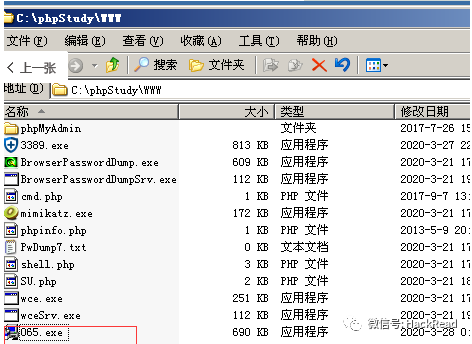 C:\phpStudy\WWW
文件(F) 编辑(E) 查看(V) 收藏(A) 工具(T) 帮助(H)
上一张 搜索 文件夹
地址(D) C:\phpStudy\WWW
名称 大小 类型 修改日期
phpMyAdmin 文件夹 2017-7-26 15
3389.exe 813 KB 应用程序 2020-3-27 22
BrowserPasswordDump.exe 609 KB 应用程序 2020-3-21 17
BrowserPasswordDumpSrv.exe 112 KB 应用程序 2020-3-21 19
cmd.php 1 KB PHP 文件 2017-9-7 13
mimikatz.exe 172 KB 应用程序 2020-3-21 17
phpinfo.php 1 KB PHP 文件 2013-5-9 20
PwDump7.txt 0 KB 文本文档 2020-3-21 17
shell.php 3 KB PHP 文件 2020-3-21 17
SU.php 2 KB PHP 文件 2020-3-21 18
wce.exe 251 KB 应用程序 2020-3-21 17
wceSrv.exe 112 KB 应用程序 2020-3-21 19
065.exe 690 KB 应用程序 2020-3-28 0:
微信号: HackRead